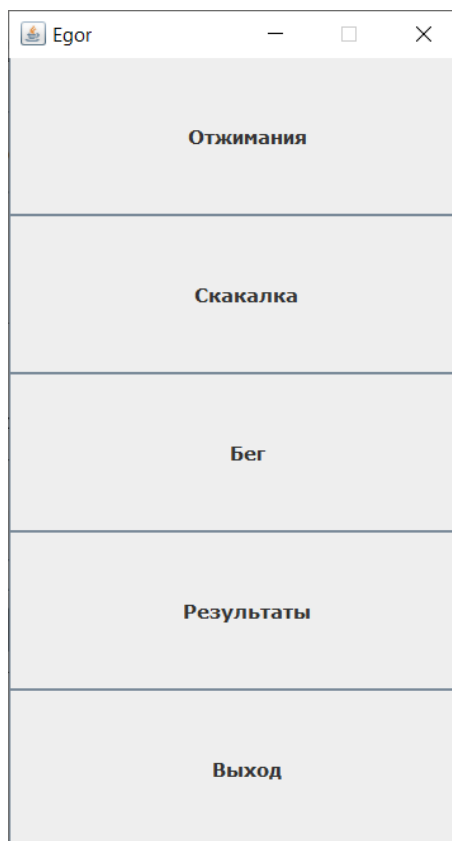 Egor
Отжимания
Скакалка
Бег
Результаты
Выход